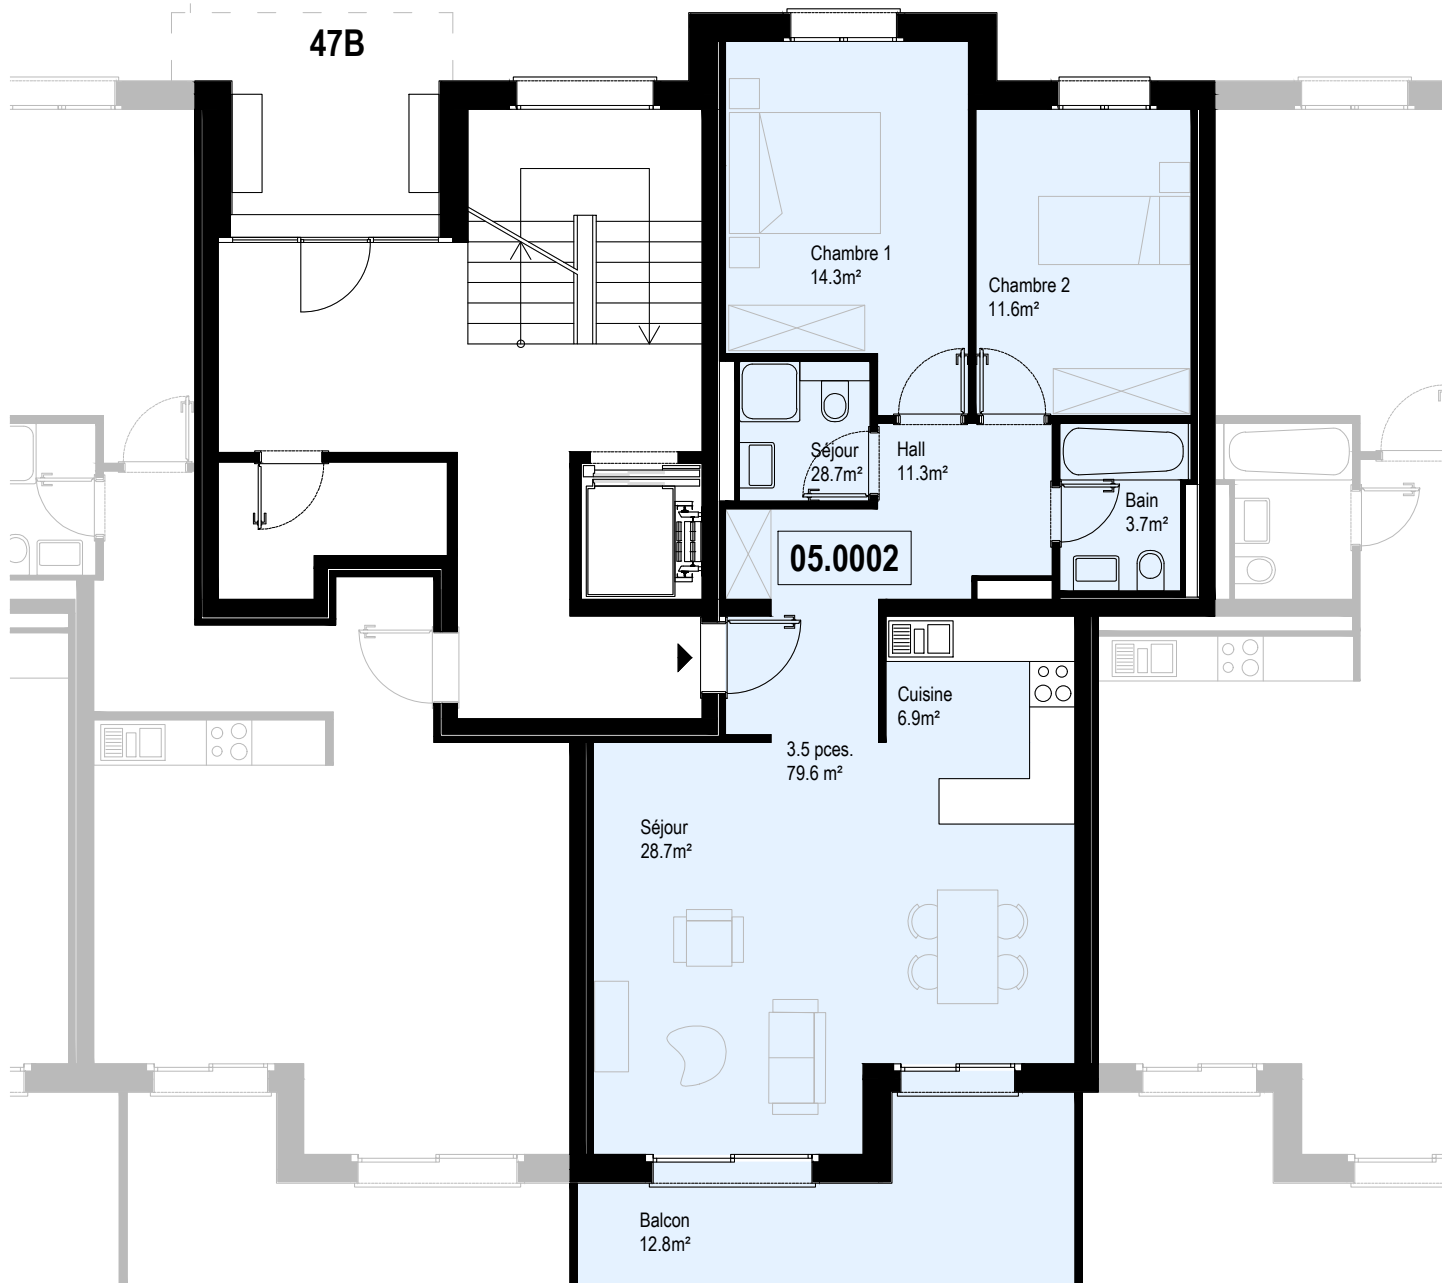 47B
Chambre 1
14.3m²
Chambre 2
11.6m²
Séjour
28.7m²
Hall
11.3m²
Bain
3.7m²
05.0002
Cuisine
6.9m²
3.5 pces.
79.6 m²
Séjour
28.7m²
Balcon
12.8m²